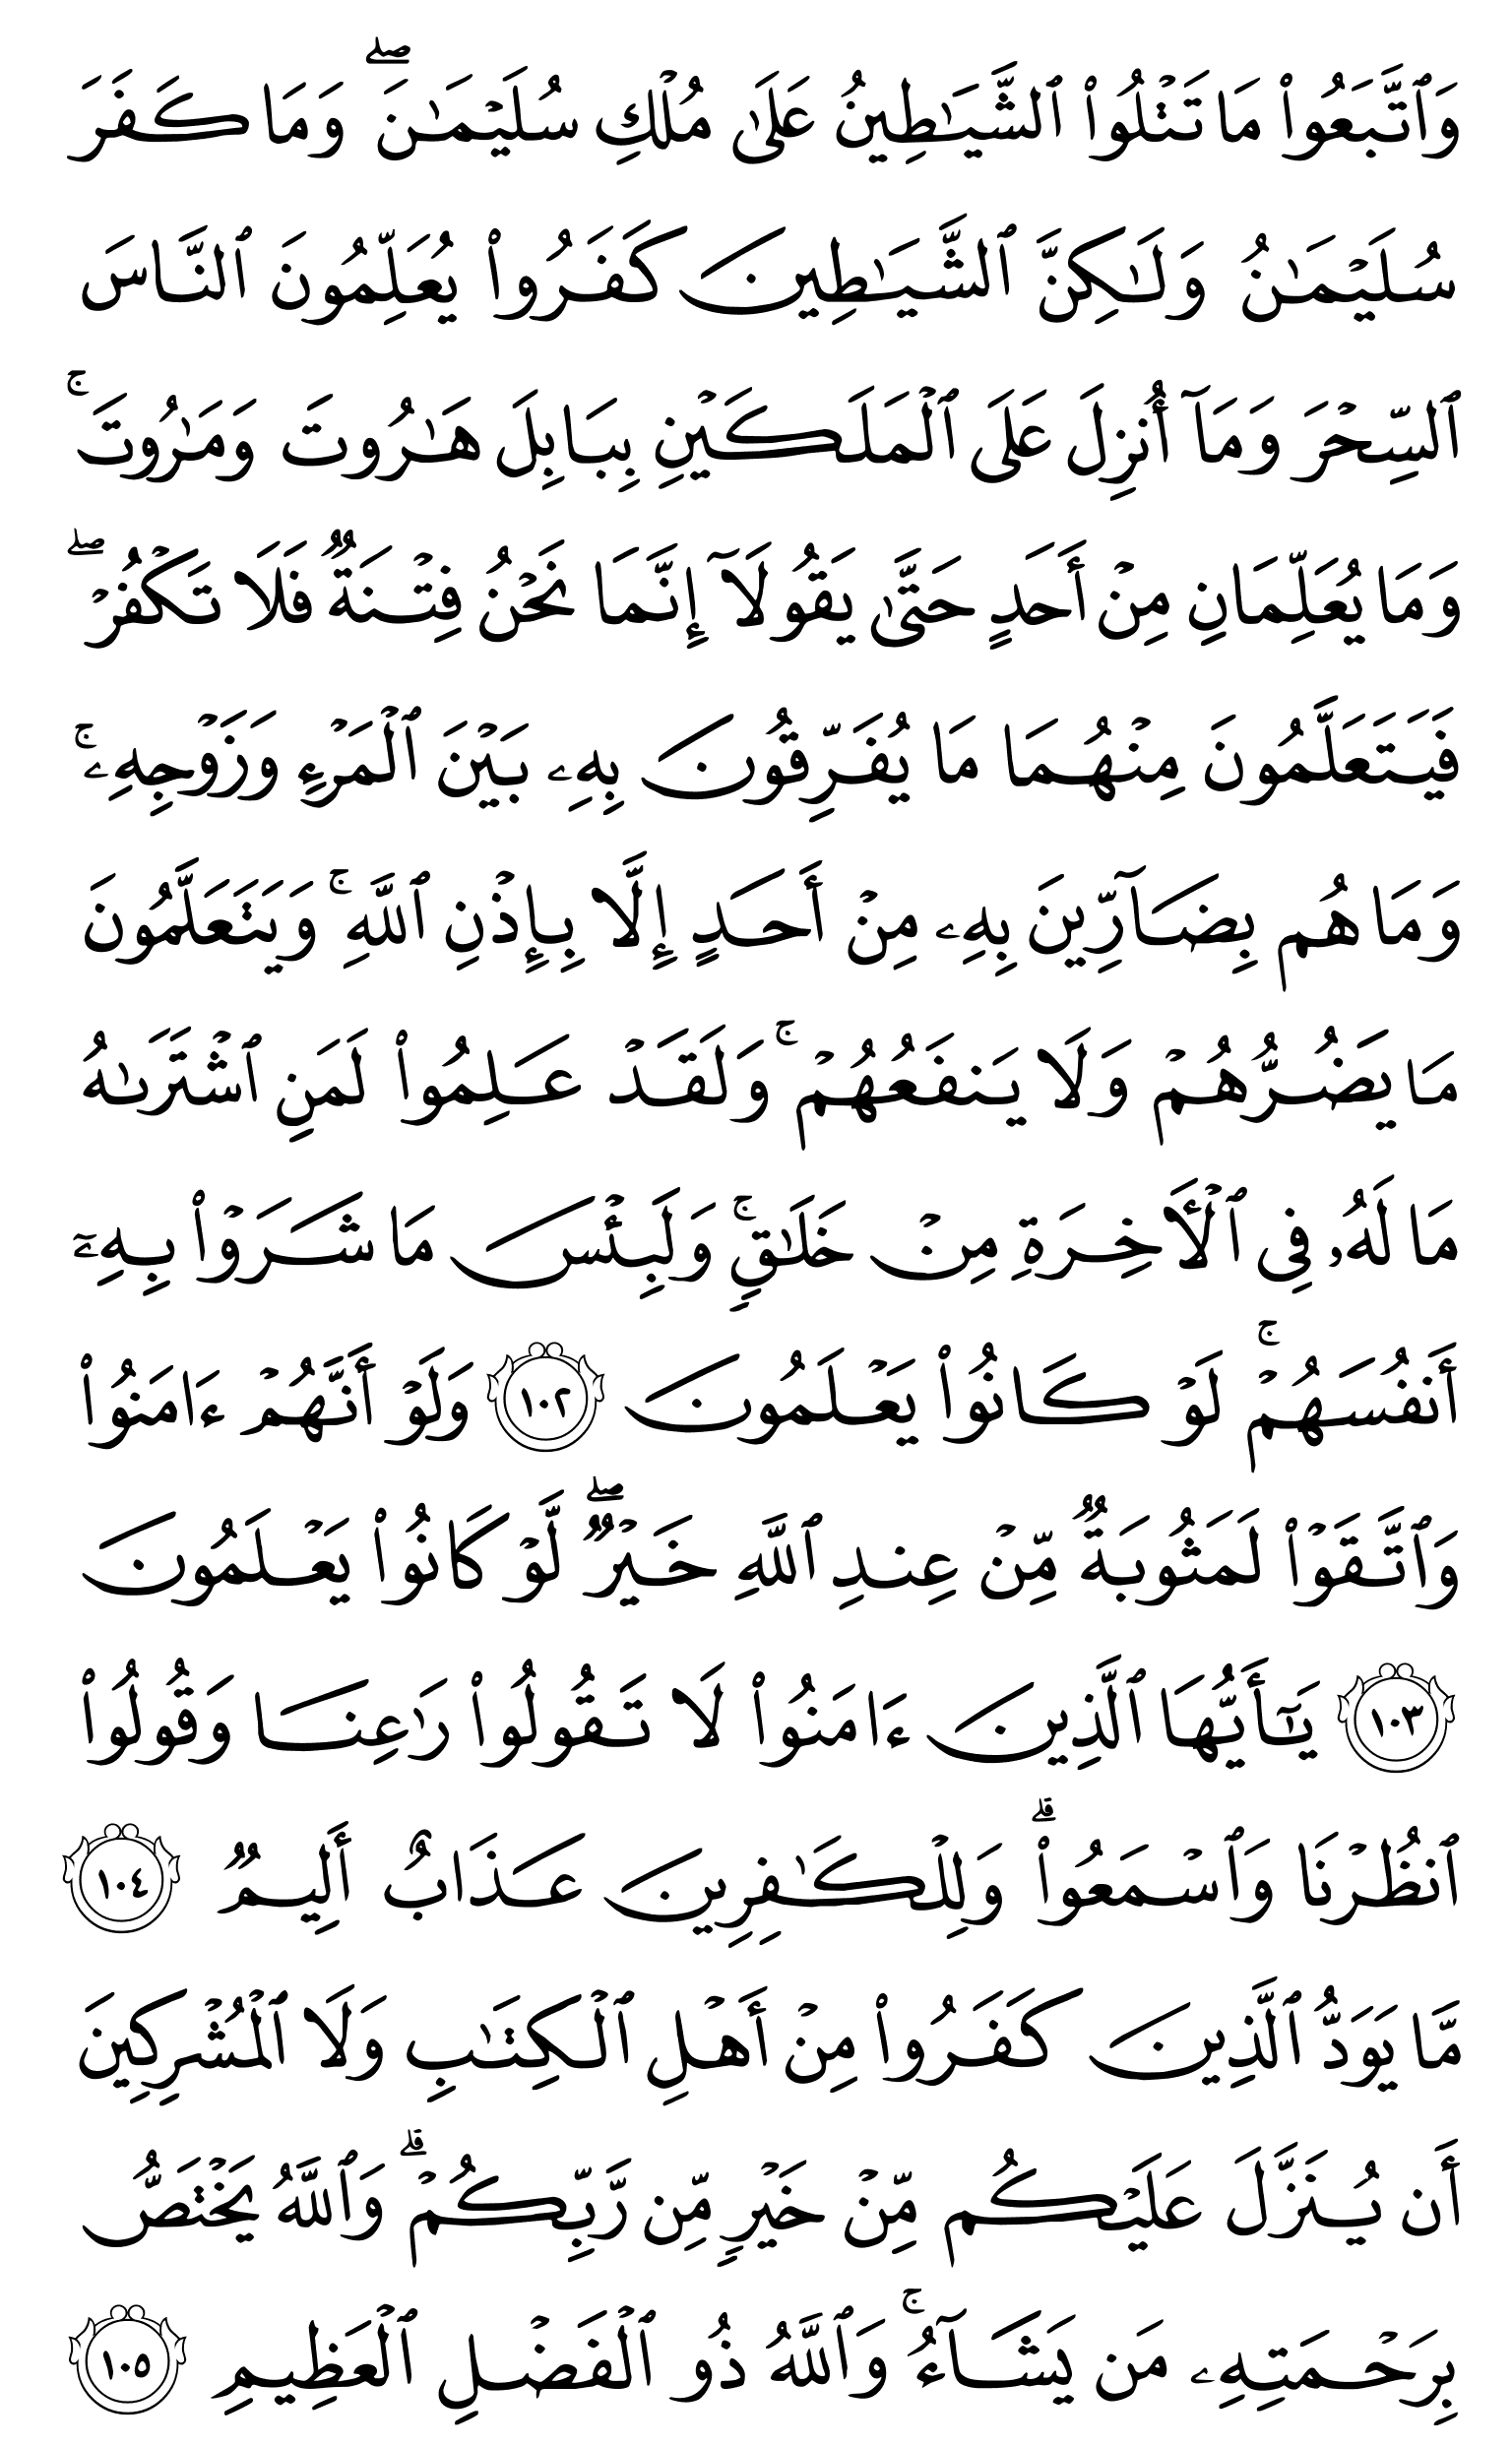 وَٱتَّبَعُوا۟ مَا تَتْلُوا۟ ٱلشَّيَـٰطِينُ عَلَىٰ مُلْكِ سُلَيْمَـٰنَ ۖ وَمَا كَفَرَ
سُلَيْمَـٰنُ وَلَـٰكِنَّ ٱلشَّيَـٰطِينَ كَفَرُوا۟ يُعَلِّمُونَ ٱلنَّاسَ
ٱلسِّحْرَ وَمَآ أُنزِلَ عَلَى ٱلْمَلَكَيْنِ بِبَابِلَ هَـٰرُوتَ وَمَـٰرُوتَ ۚ
وَمَا يُعَلِّمَانِ مِنْ أَحَدٍ حَتَّىٰ يَقُولَآ إِنَّمَا نَحْنُ فِتْنَةٌ فَلَا تَكْفُرْ ۖ
فَيَتَعَلَّمُونَ مِنْهُمَا مَا يُفَرِّقُونَ بِهِۦ بَيْنَ ٱلْمَرْءِ وَزَوْجِهِۦ ۚ
وَمَا هُم بِضَآرِّينَ بِهِۦ مِنْ أَحَدٍ إِلَّا بِإِذْنِ ٱللَّهِ ۚ وَيَتَعَلَّمُونَ
مَا يَضُرُّهُمْ وَلَا يَنفَعُهُمْ ۚ وَلَقَدْ عَلِمُوا۟ لَمَنِ ٱشْتَرَىٰهُ
مَا لَهُۥ فِى ٱلْـَٔاخِرَةِ مِنْ خَلَـٰقٍ ۚ وَلَبِئْسَ مَا شَرَوْا۟ بِهِۦٓ
أَنفُسَهُمْ ۚ لَوْ كَانُوا۟ يَعْلَمُونَ ١٠٢ وَلَوْ أَنَّهُمْ ءَامَنُوا۟
وَٱتَّقَوْا۟ لَمَثُوبَةٌ مِّنْ عِندِ ٱللَّهِ خَيْرٌ ۖ لَّوْ كَانُوا۟ يَعْلَمُونَ
١٠٣ يَـٰٓأَيُّهَا ٱلَّذِينَ ءَامَنُوا۟ لَا تَقُولُوا۟ رَٰعِنَا وَقُولُوا۟
ٱنظُرْنَا وَٱسْمَعُوا۟ ۗ وَلِلْكَـٰفِرِينَ عَذَابٌ أَلِيمٌ ١٠٤
مَّا يَوَدُّ ٱلَّذِينَ كَفَرُوا۟ مِنْ أَهْلِ ٱلْكِتَـٰبِ وَلَا ٱلْمُشْرِكِينَ
أَن يُنَزَّلَ عَلَيْكُم مِّنْ خَيْرٍ مِّن رَّبِّكُمْ ۗ وَٱللَّهُ يَخْتَصُّ
بِرَحْمَتِهِۦ مَن يَشَآءُ ۚ وَٱللَّهُ ذُو ٱلْفَضْلِ ٱلْعَظِيمِ ١٠٥